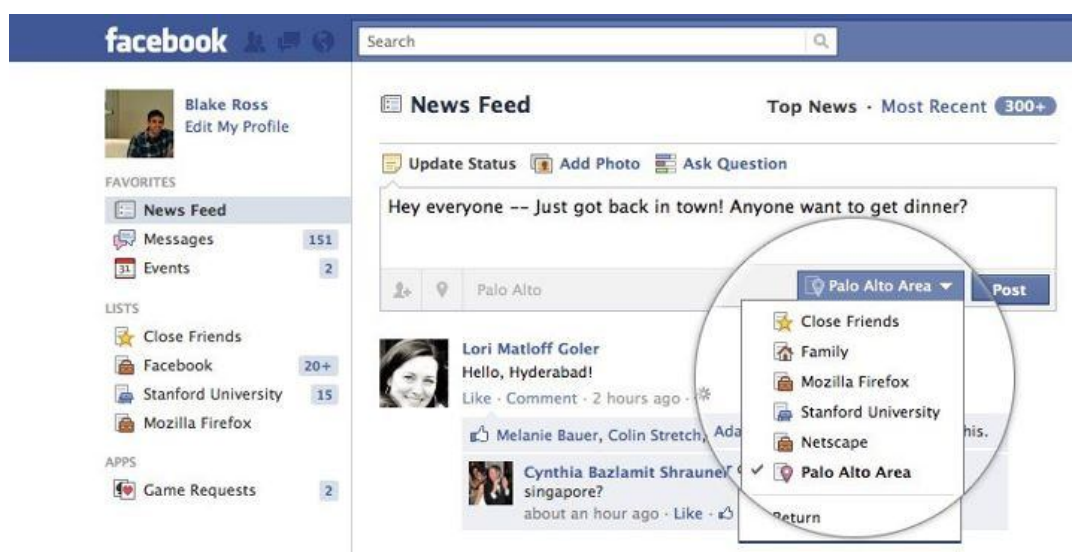 facebook
Search
Blake Ross
Edit My Profile
FAVORITES
News Feed
Messages 151
31 Events 2
LISTS
Close Friends
Facebook 20+
Stanford University 15
Mozilla Firefox
APPS
Game Requests 2
News Feed Top News · Most Recent 300+
Update Status Add Photo Ask Question
Hey everyone -- Just got back in town! Anyone want to get dinner?
Palo Alto Palo Alto Area Post
Close Friends
Family
Mozilla Firefox
Stanford University
Netscape
Palo Alto Area
Return
Lori Matloff Goler
Hello, Hyderabad!
Like · Comment · 2 hours ago ·
Melanie Bauer, Colin Stretch, Ada his.
Cynthia Bazlamit Shrauner
singapore?
about an hour ago · Like ·